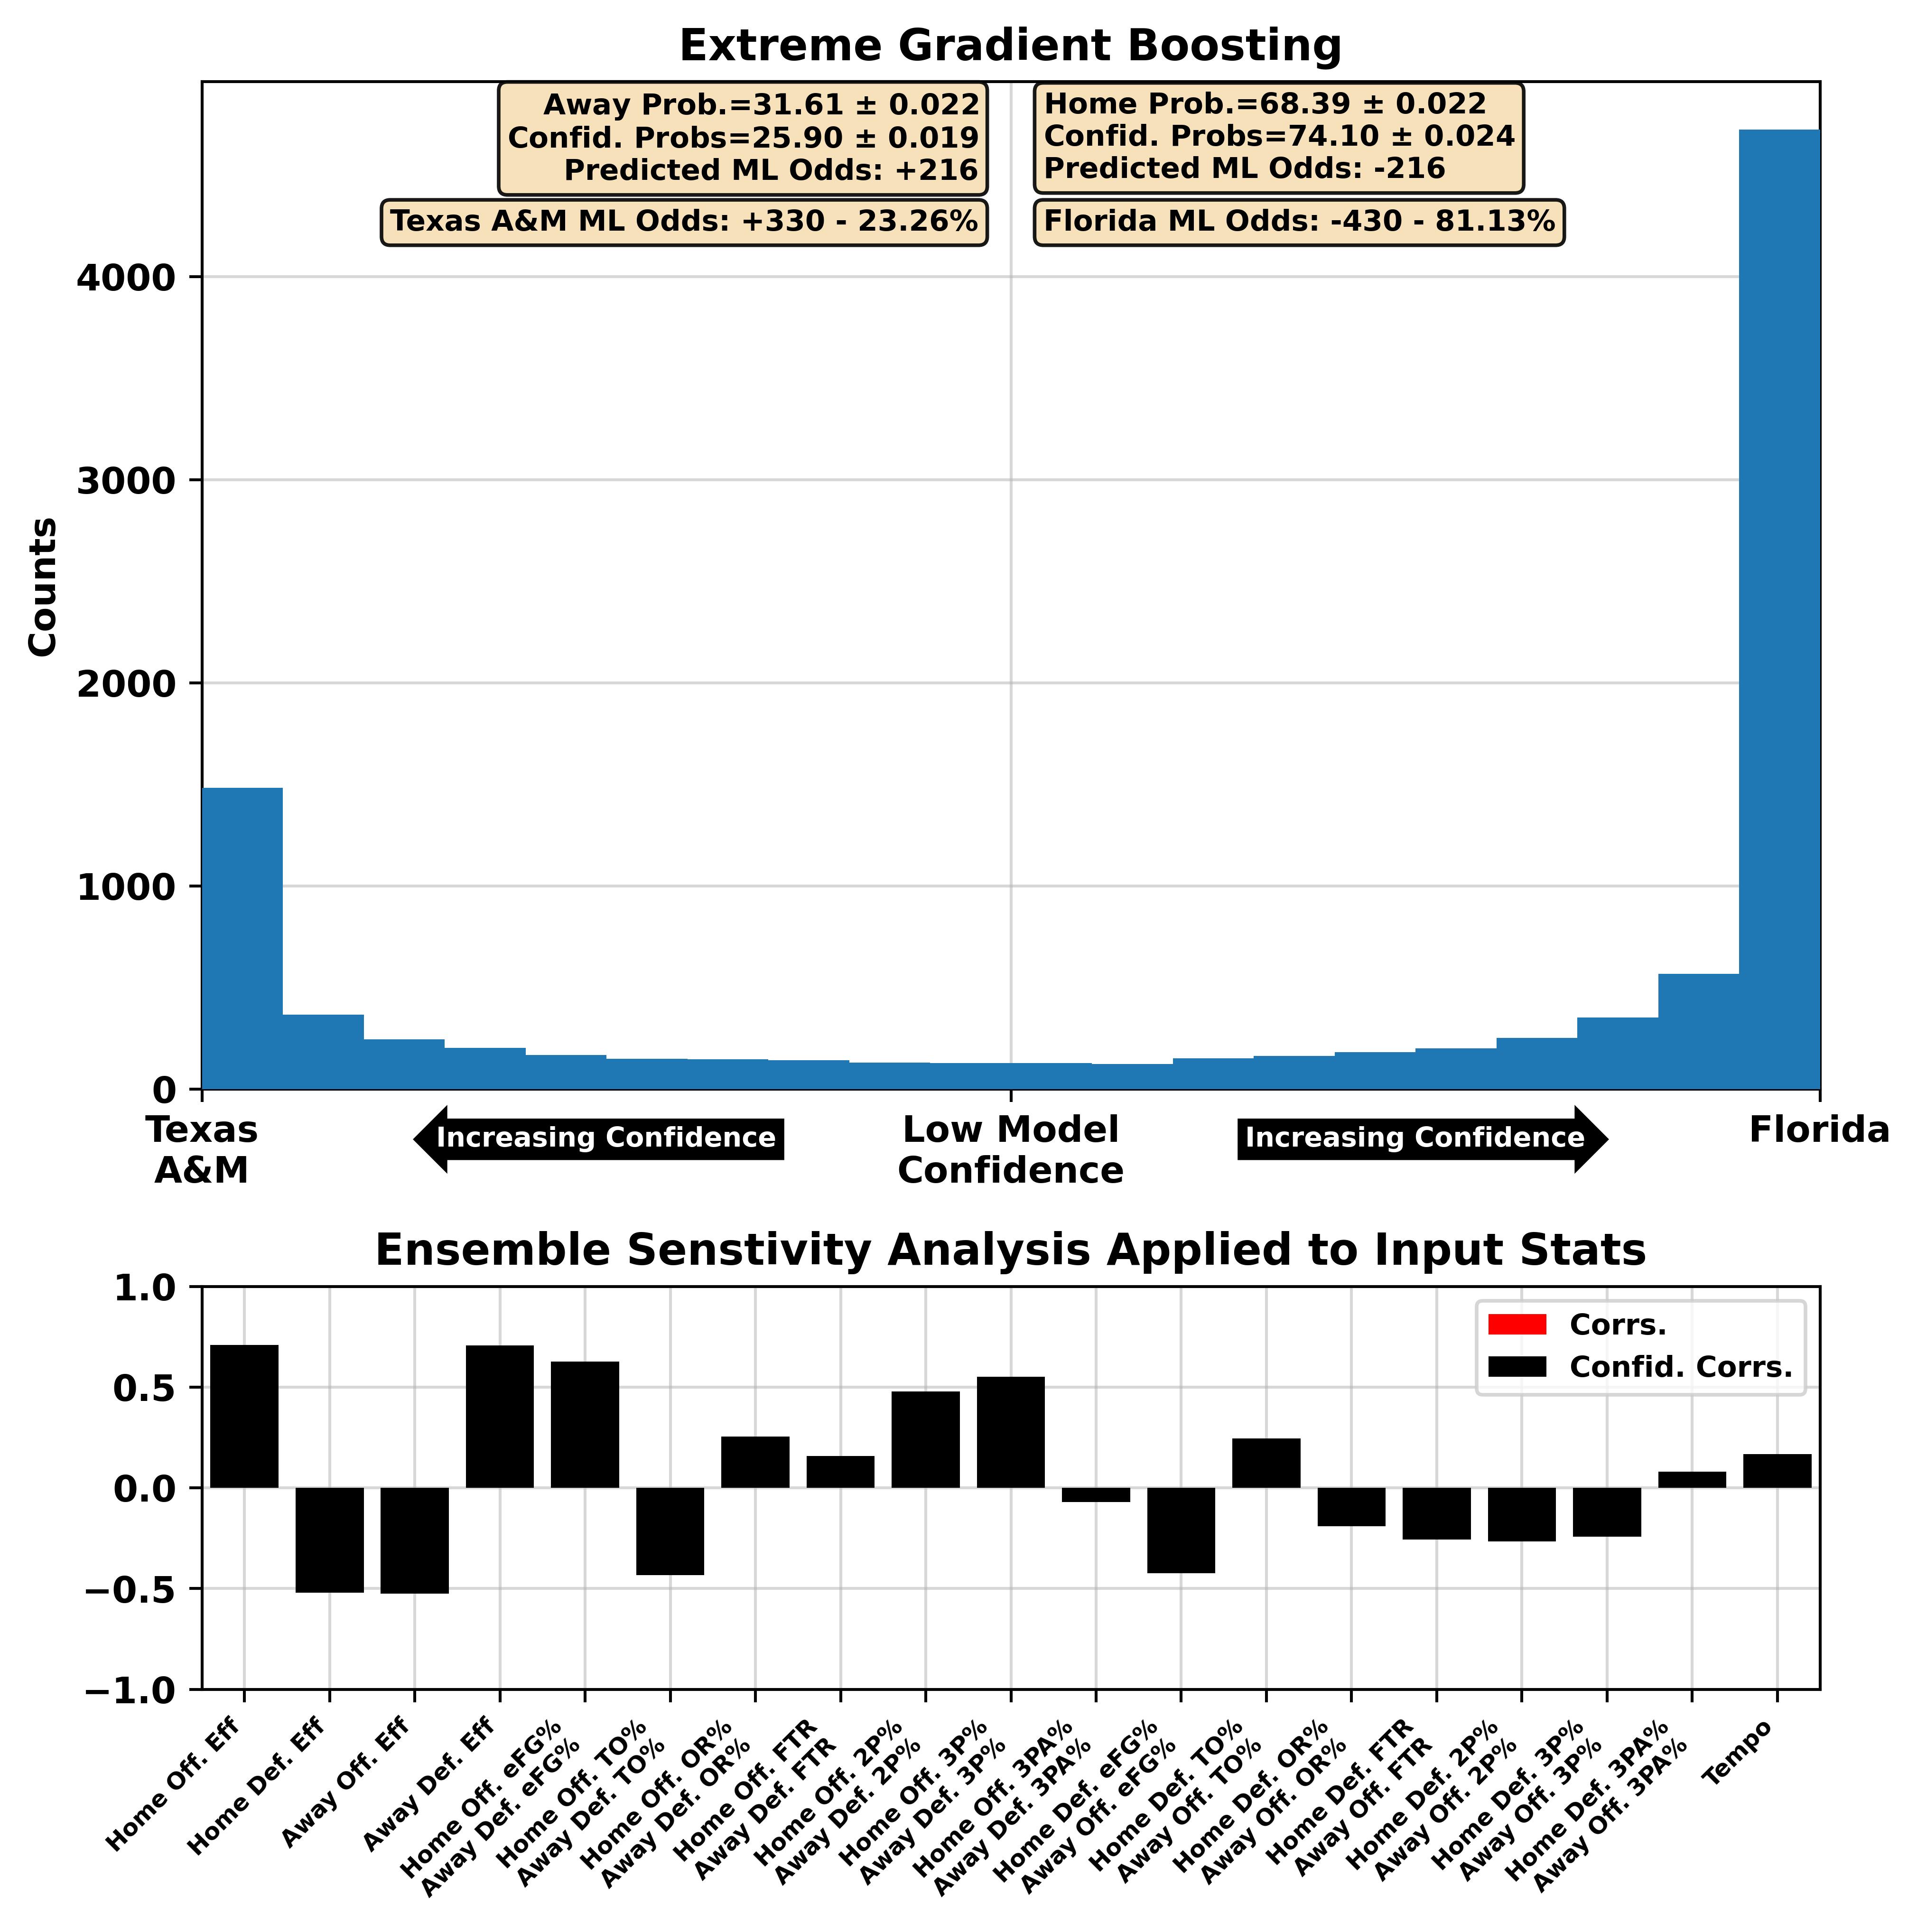 Extreme Gradient Boosting
Away Prob.=31.61 ± 0.022
Confid. Probs=25.90 ± 0.019
Predicted ML Odds: +216
Home Prob.=68.39 ± 0.022
Confid. Probs=74.10 ± 0.024
Predicted ML Odds: -216
Texas A&M ML Odds: +330 - 23.26%
Florida ML Odds: -430 - 81.13%
Counts
4000
3000
2000
1000
0
Texas
A&M
Increasing Confidence
Low Model
Confidence
Increasing Confidence
Florida
Ensemble Senstivity Analysis Applied to Input Stats
1.0
0.5
0.0
−0.5
−1.0
Corrs.
Confid. Corrs.
Home Off. Eff
Home Def. Eff
Away Off. Eff
Away Def. Eff
Home Off. eFG%
Away Def. eFG%
Home Off. TO%
Away Def. TO%
Home Off. OR%
Away Def. OR%
Home Off. FTR
Away Def. FTR
Home Off. 2P%
Away Def. 2P%
Home Off. 3P%
Away Def. 3P%
Home Off. 3PA%
Away Def. 3PA%
Home Def. eFG%
Away Off. eFG%
Home Def. TO%
Away Off. TO%
Home Def. OR%
Away Off. OR%
Home Def. FTR
Away Off. FTR
Home Def. 2P%
Away Off. 2P%
Home Def. 3P%
Away Off. 3P%
Home Def. 3PA%
Away Off. 3PA%
Tempo